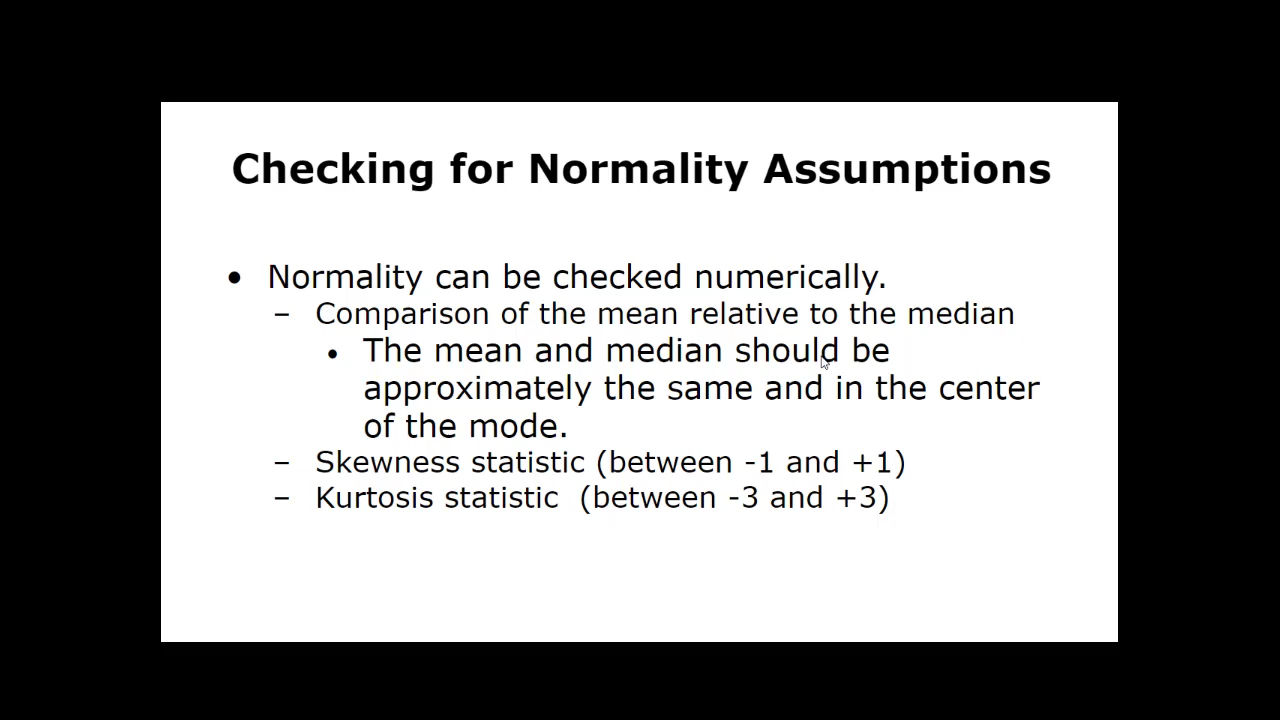 Checking for Normality Assumptions
• Normality can be checked numerically.
– Comparison of the mean relative to the median
• The mean and median should be
approximately the same and in the center
of the mode.
– Skewness statistic (between -1 and +1)
– Kurtosis statistic (between -3 and +3)